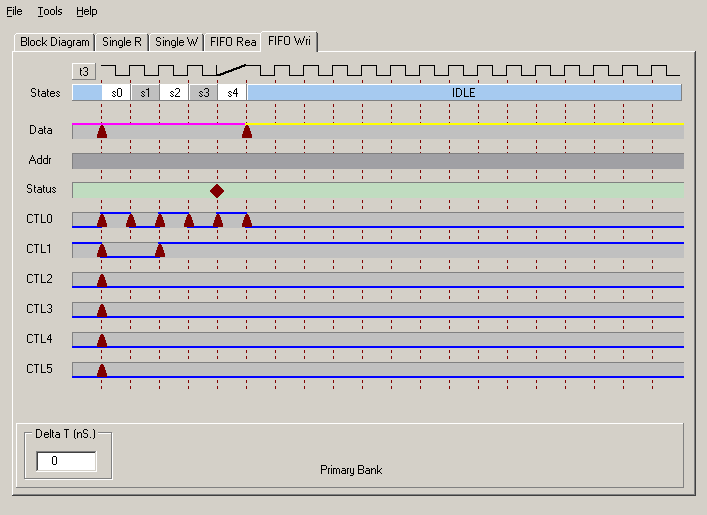 File Tools Help
Block Diagram Single R Single W FIFO Rea FIFO Wri
t3
States s0 s1 s2 s3 s4 IDLE
Data
Addr
Status
CTL0
CTL1
CTL2
CTL3
CTL4
CTL5
Delta T (nS.)
0
Primary Bank